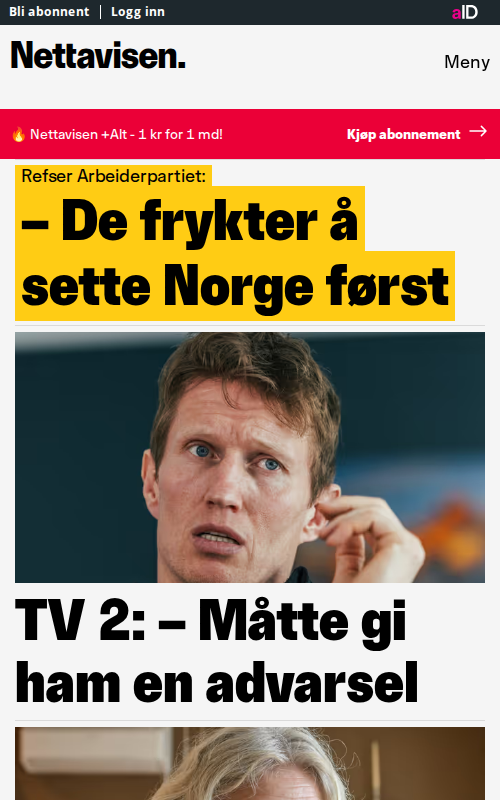 Bli abonnent
Logg inn
aID
Nettavisen.
Meny
🔥 Nettavisen +Alt - 1 kr for 1 md!
Kjøp abonnement →
Refser Arbeiderpartiet:
– De frykter å
sette Norge først
TV 2: – Måtte gi
ham en advarsel